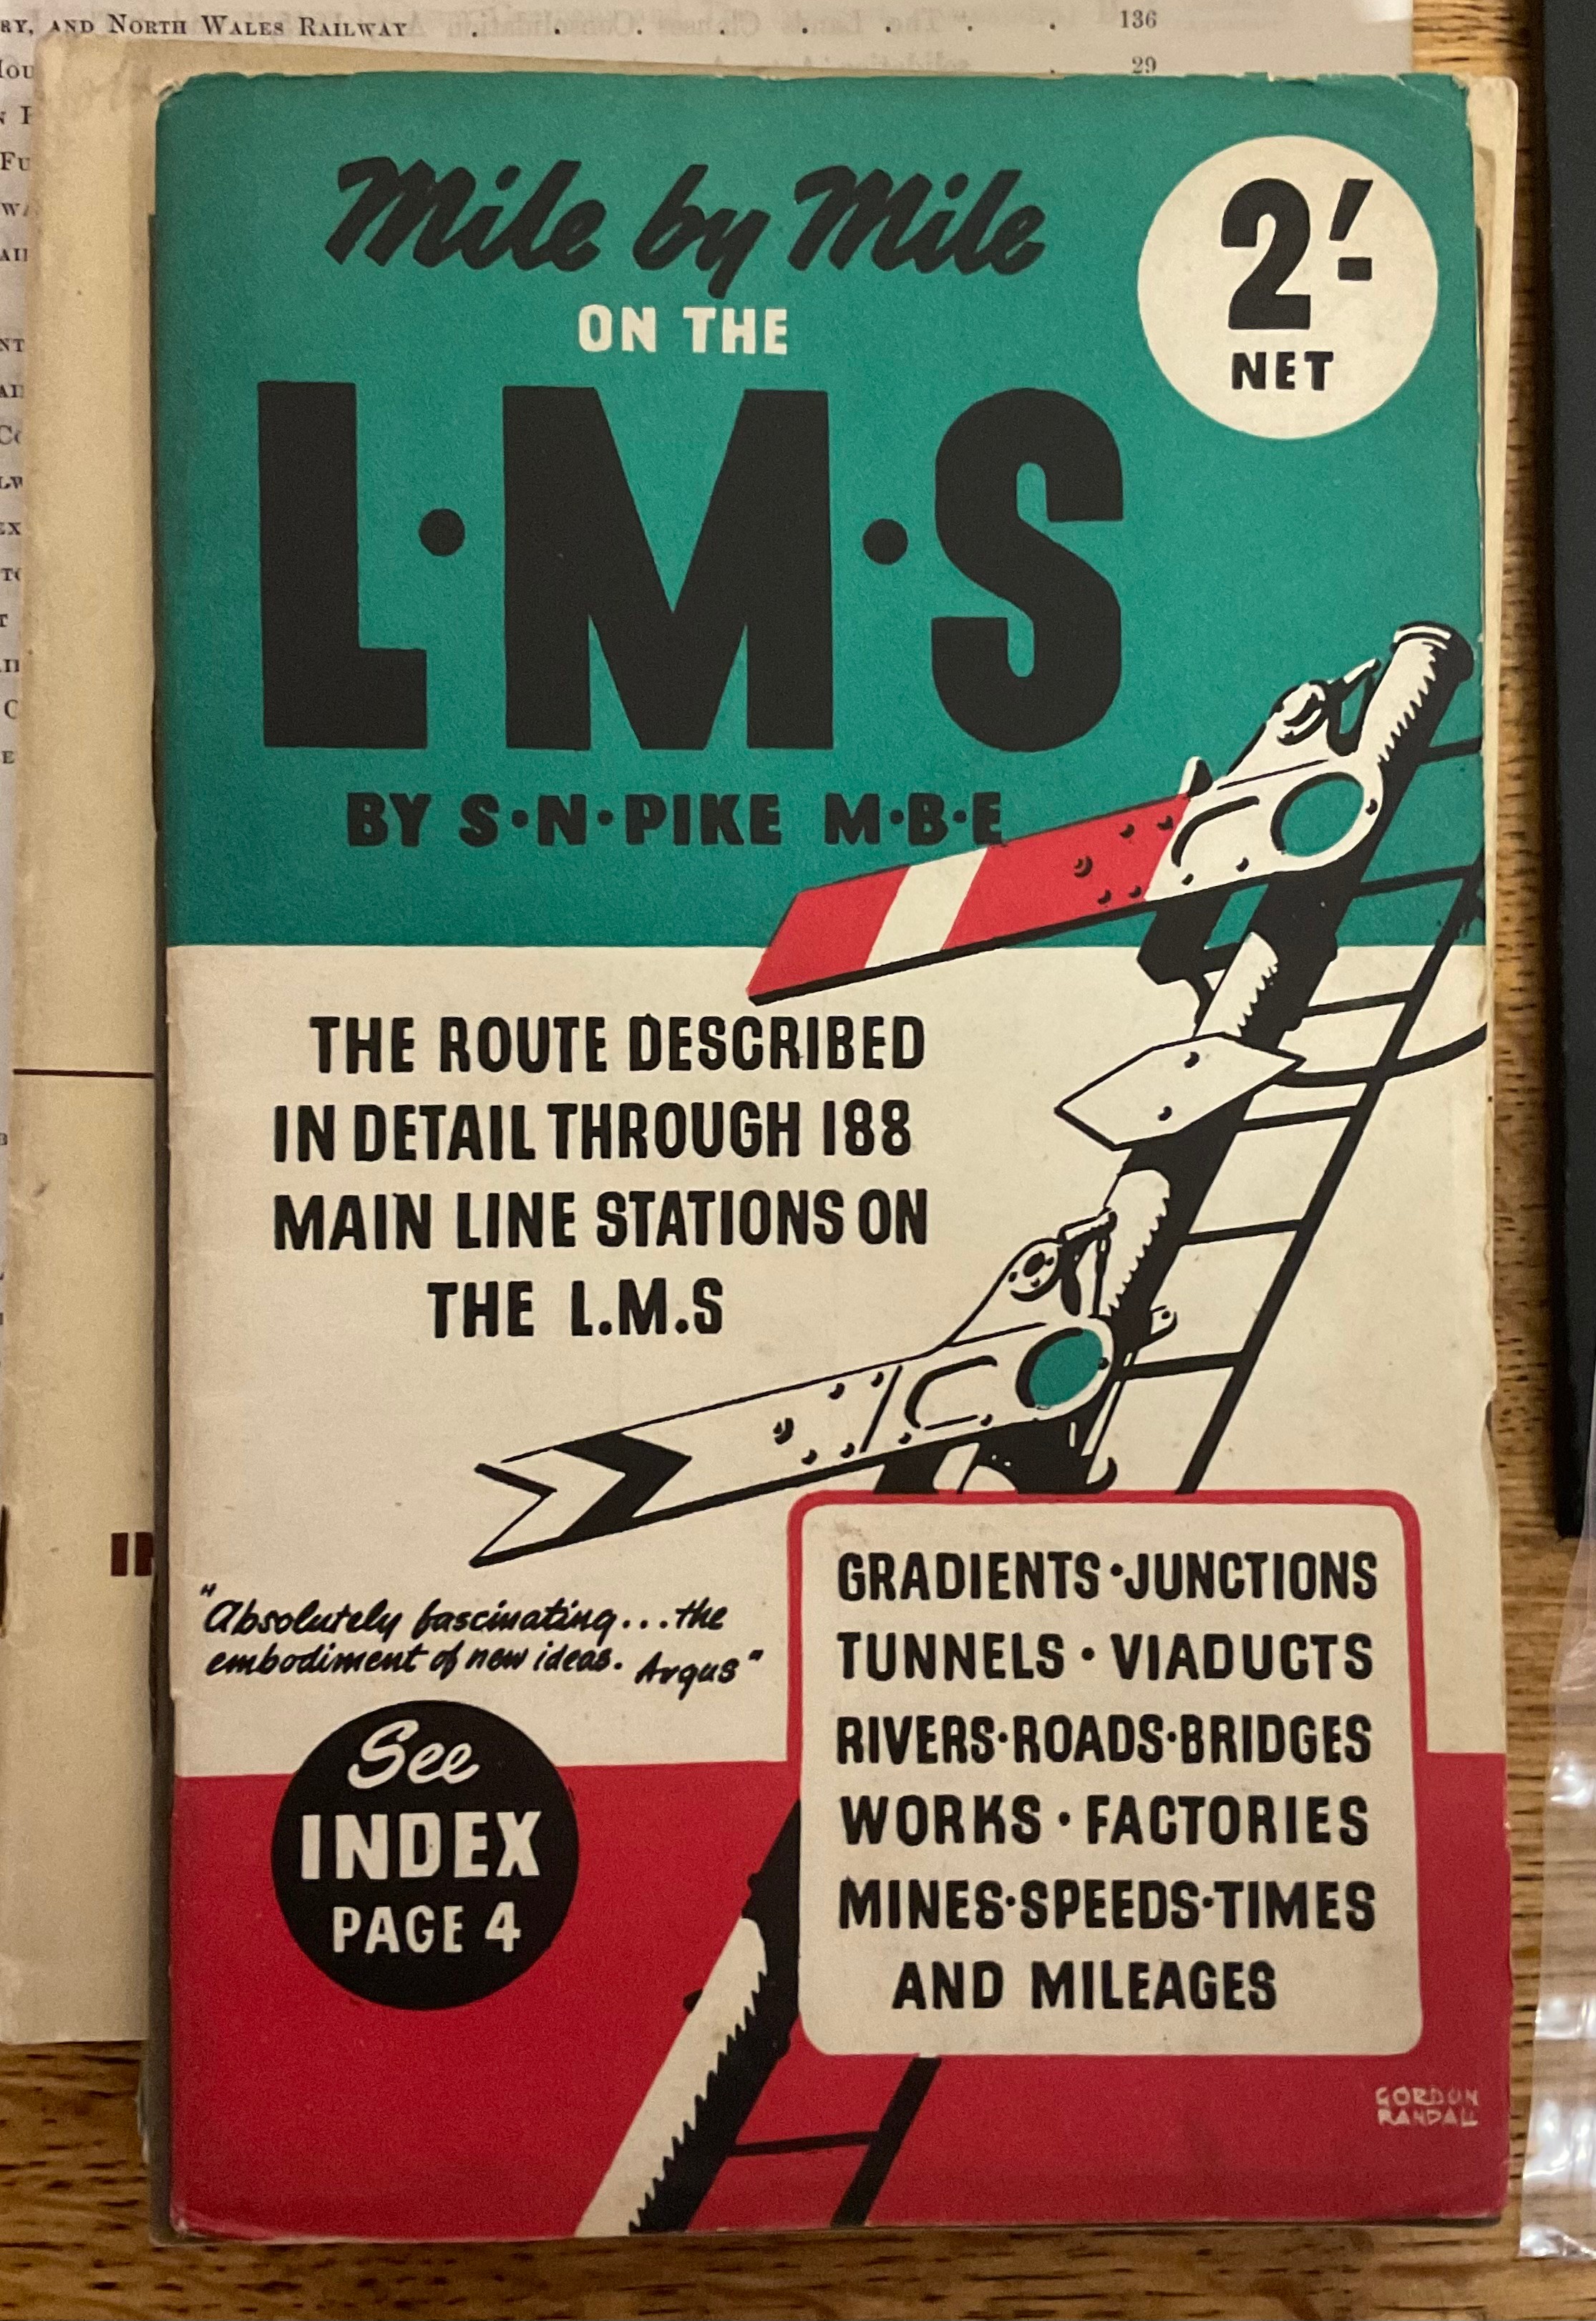 AND NORTH WALES RAILWAY . . . . . . . . 136
29
Mile by Mile
ON THE
2/-
NET
L·M·S
BY S·N·PIKE M·B·E
THE ROUTE DESCRIBED
IN DETAIL THROUGH 188
MAIN LINE STATIONS ON
THE L.M.S
"Absolutely fascinating...the
embodiment of new ideas. Argus"
See
INDEX
PAGE 4
GRADIENTS·JUNCTIONS
TUNNELS·VIADUCTS
RIVERS·ROADS·BRIDGES
WORKS·FACTORIES
MINES·SPEEDS·TIMES
AND MILEAGES
GORDON
RANDALL